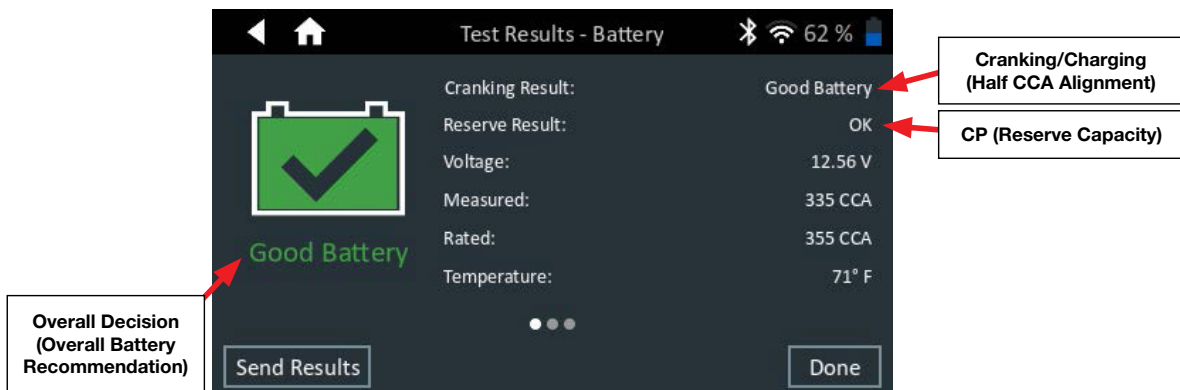 Test Results - Battery
62 %
Cranking/Charging
(Half CCA Alignment)
Cranking Result: Good Battery
Reserve Result: OK
CP (Reserve Capacity)
Voltage: 12.56 V
Measured: 335 CCA
Rated: 355 CCA
Good Battery
Temperature: 71° F
Overall Decision
(Overall Battery
Recommendation)
Send Results
Done